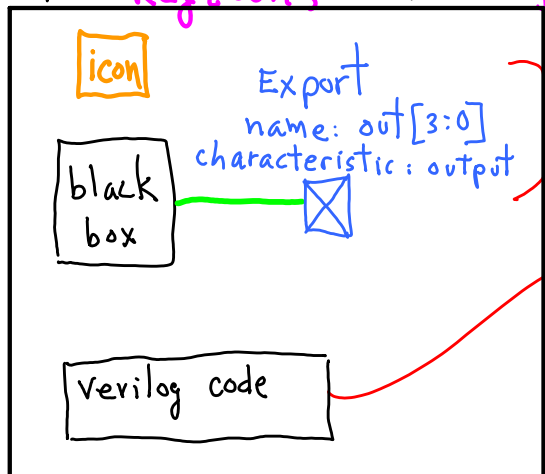 icon
Export
name: out[3:0]
characteristic: output
black
box
verilog code